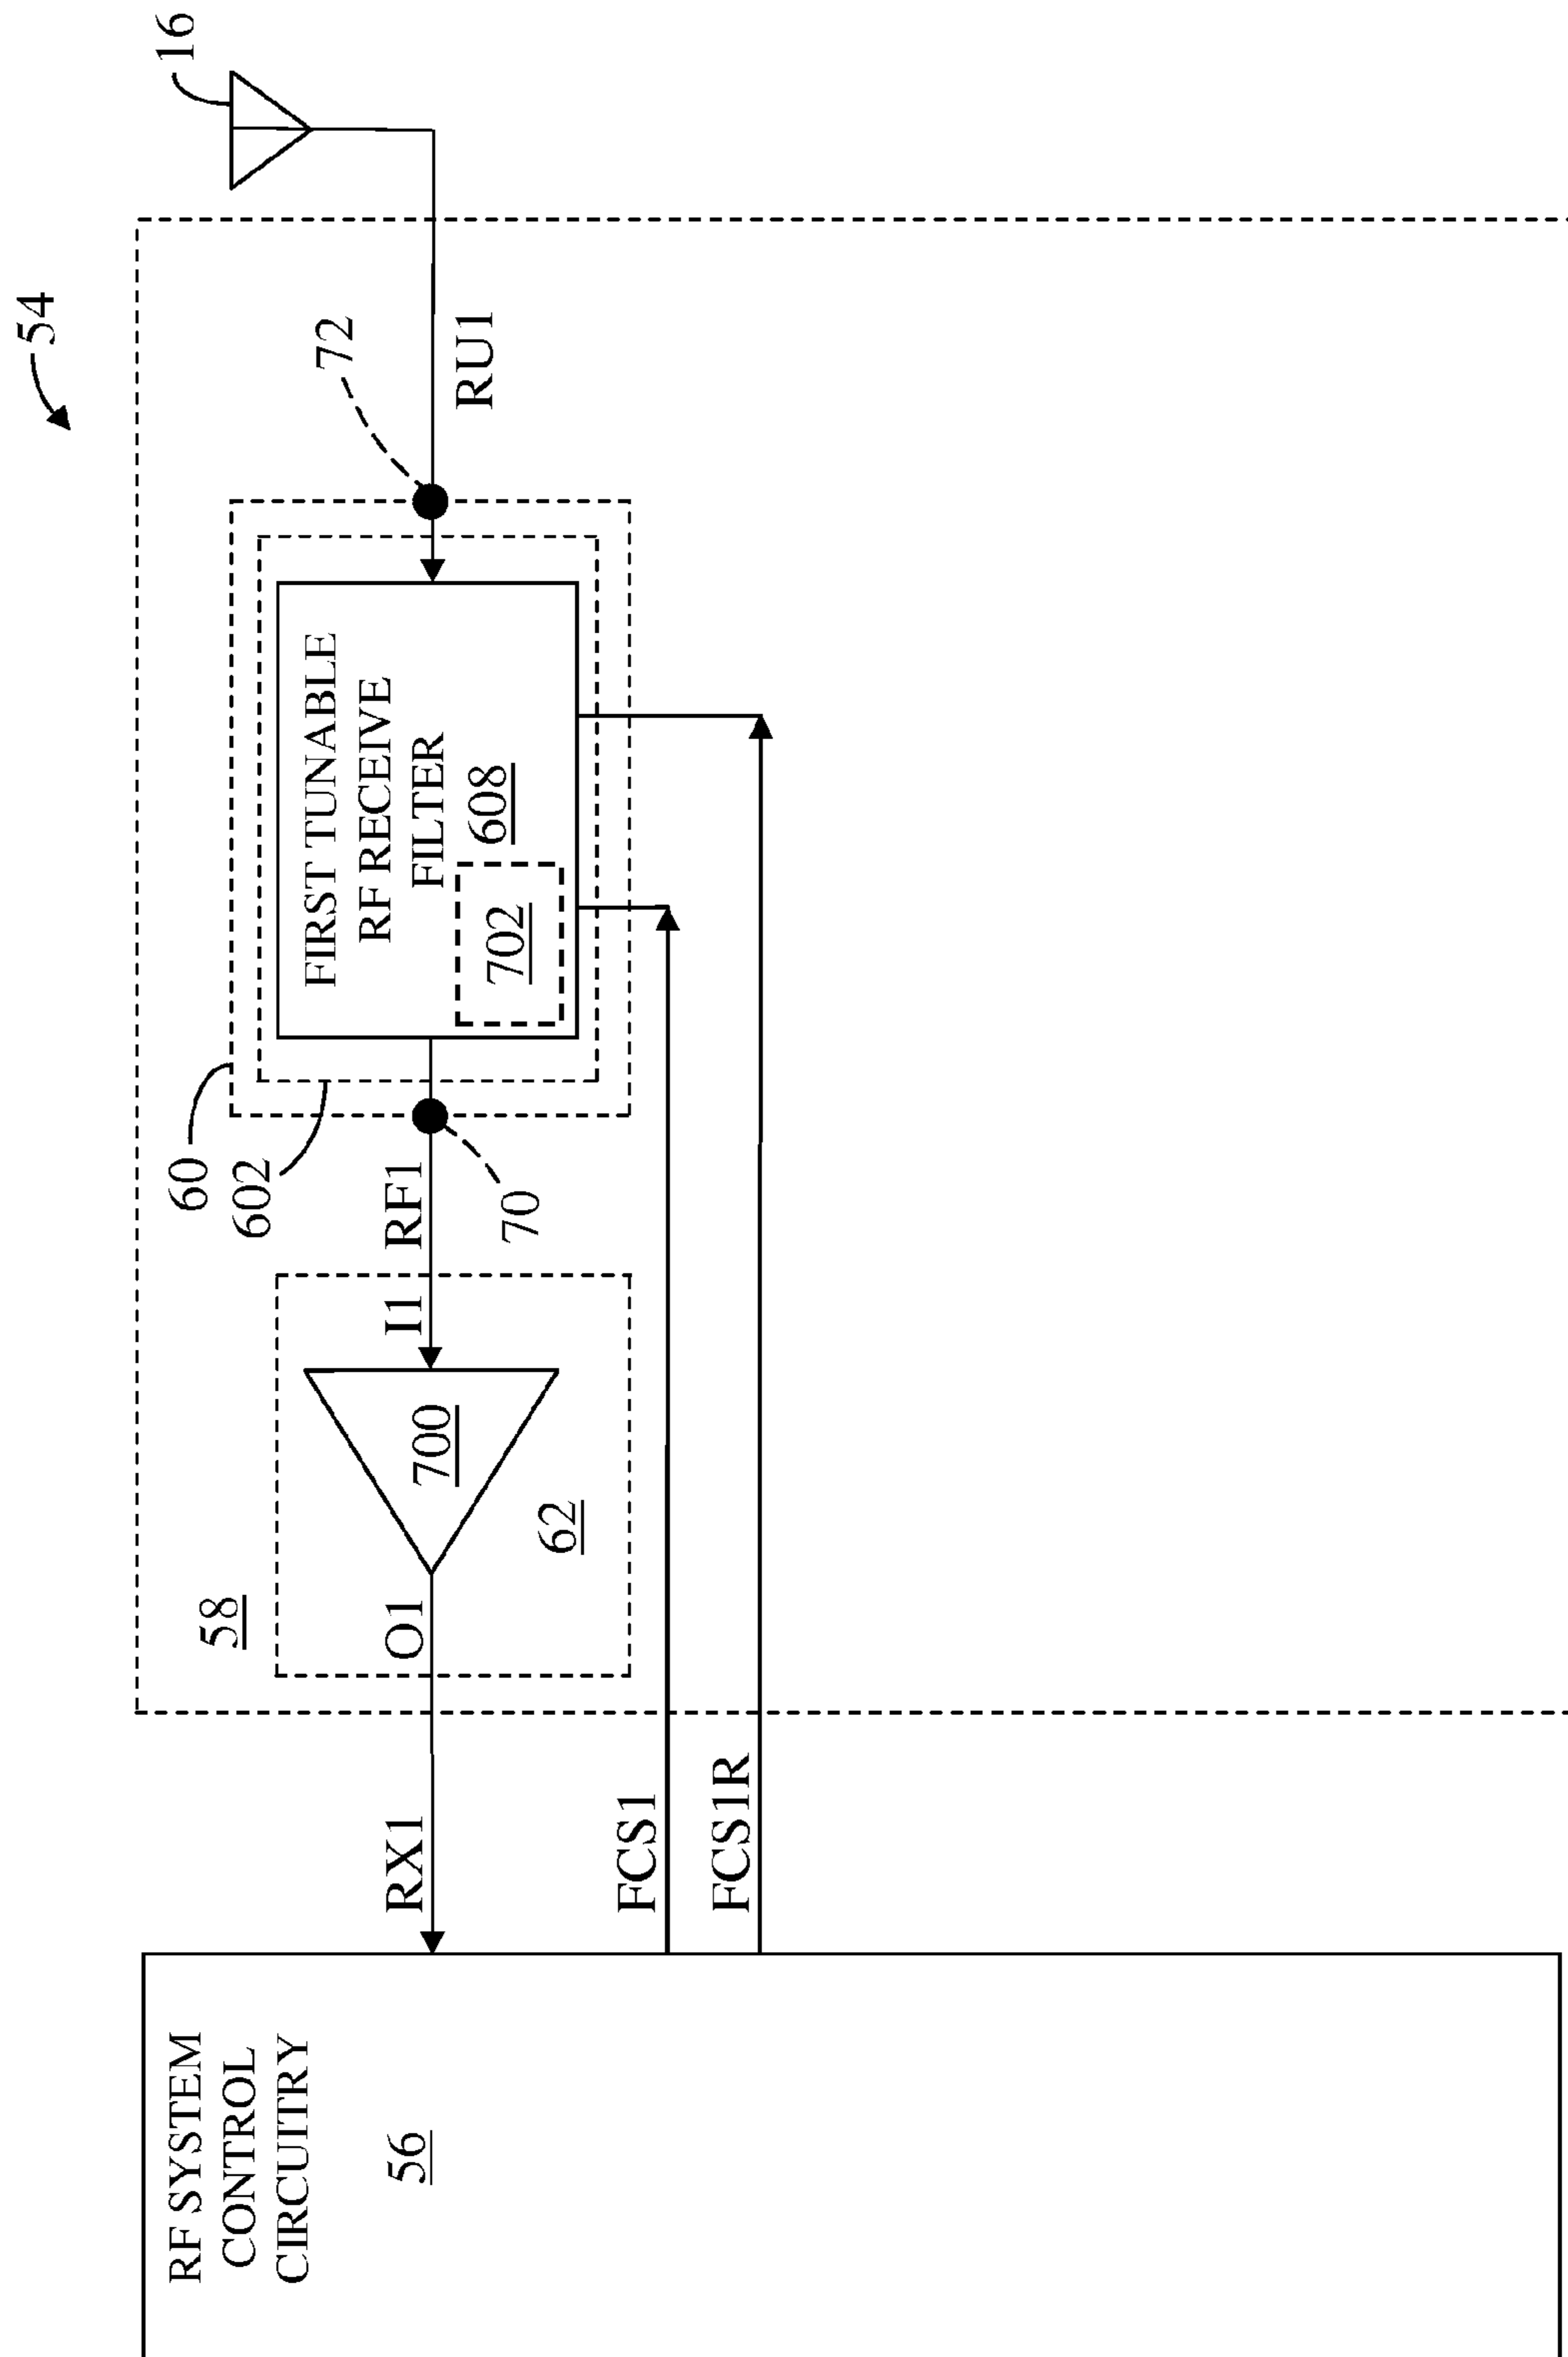 54
16
RF SYSTEM
CONTROL
CIRCUITRY
56
RX1
FCS1
FCS1R
58
O1
700
62
I1
RF1
60
602
70
FIRST TUNABLE
RF RECEIVE
FILTER
608
702
72
RU1